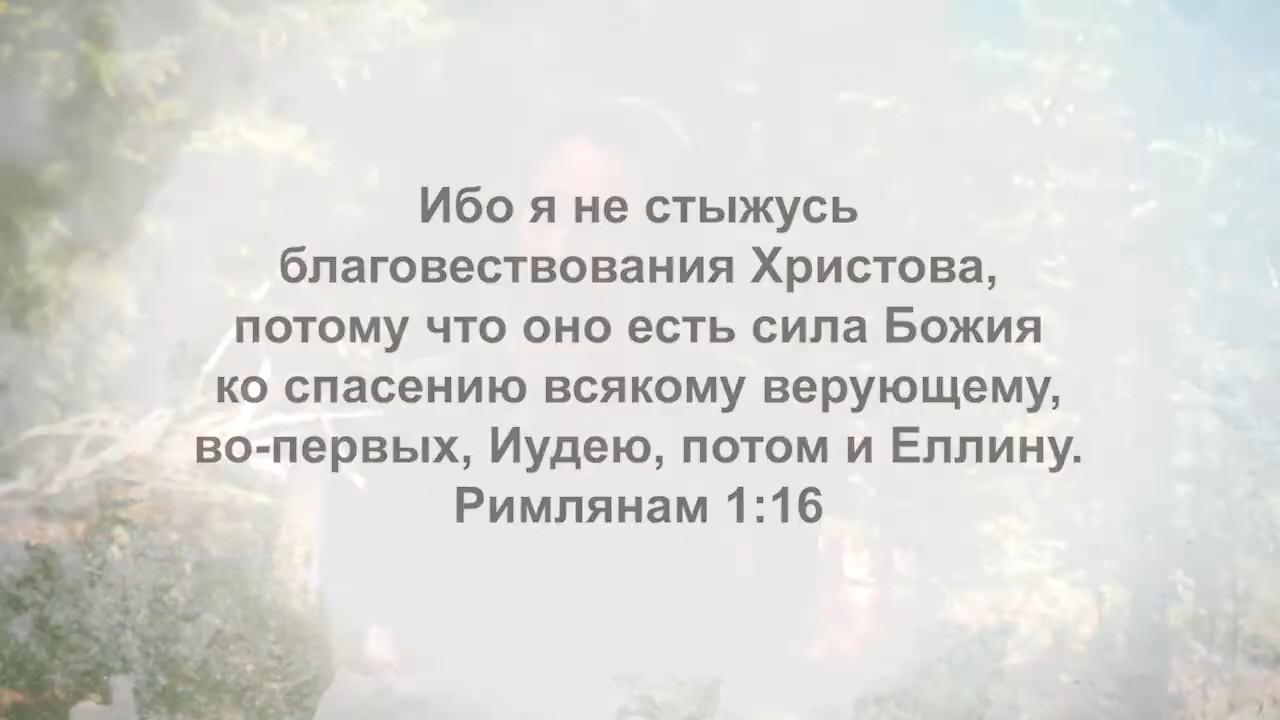 Ибо я не стыжусь
благовествования Христова,
потому что оно есть сила Божия
ко спасению всякому верующему,
во-первых, Иудею, потом и Еллину.
Римлянам 1:16